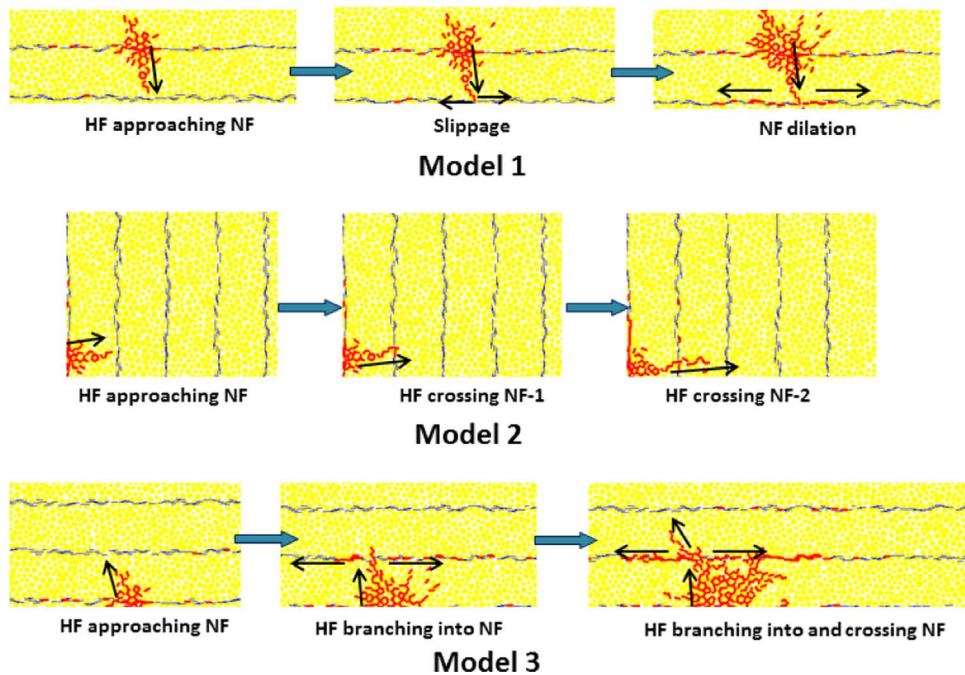 HF approaching NF
Slippage
NF dilation
Model 1
HF approaching NF
HF crossing NF-1
HF crossing NF-2
Model 2
HF approaching NF
HF branching into NF
HF branching into and crossing NF
Model 3